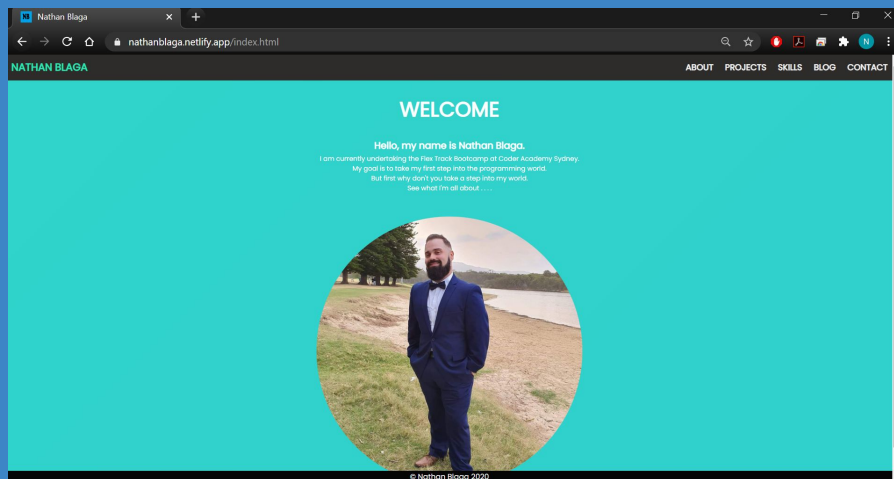 Nathan Blaga
nathanblaga.netlify.app/index.html
N
NATHAN BLAGA
ABOUT PROJECTS SKILLS BLOG CONTACT
WELCOME
Hello, my name is Nathan Blaga.
I am currently undertaking the Flex Track Bootcamp at Coder Academy Sydney.
My goal is to take my first step into the programming world.
But first why don't you take a step into my world.
See what I'm all about . . . .
© Nathan Blaga 2020